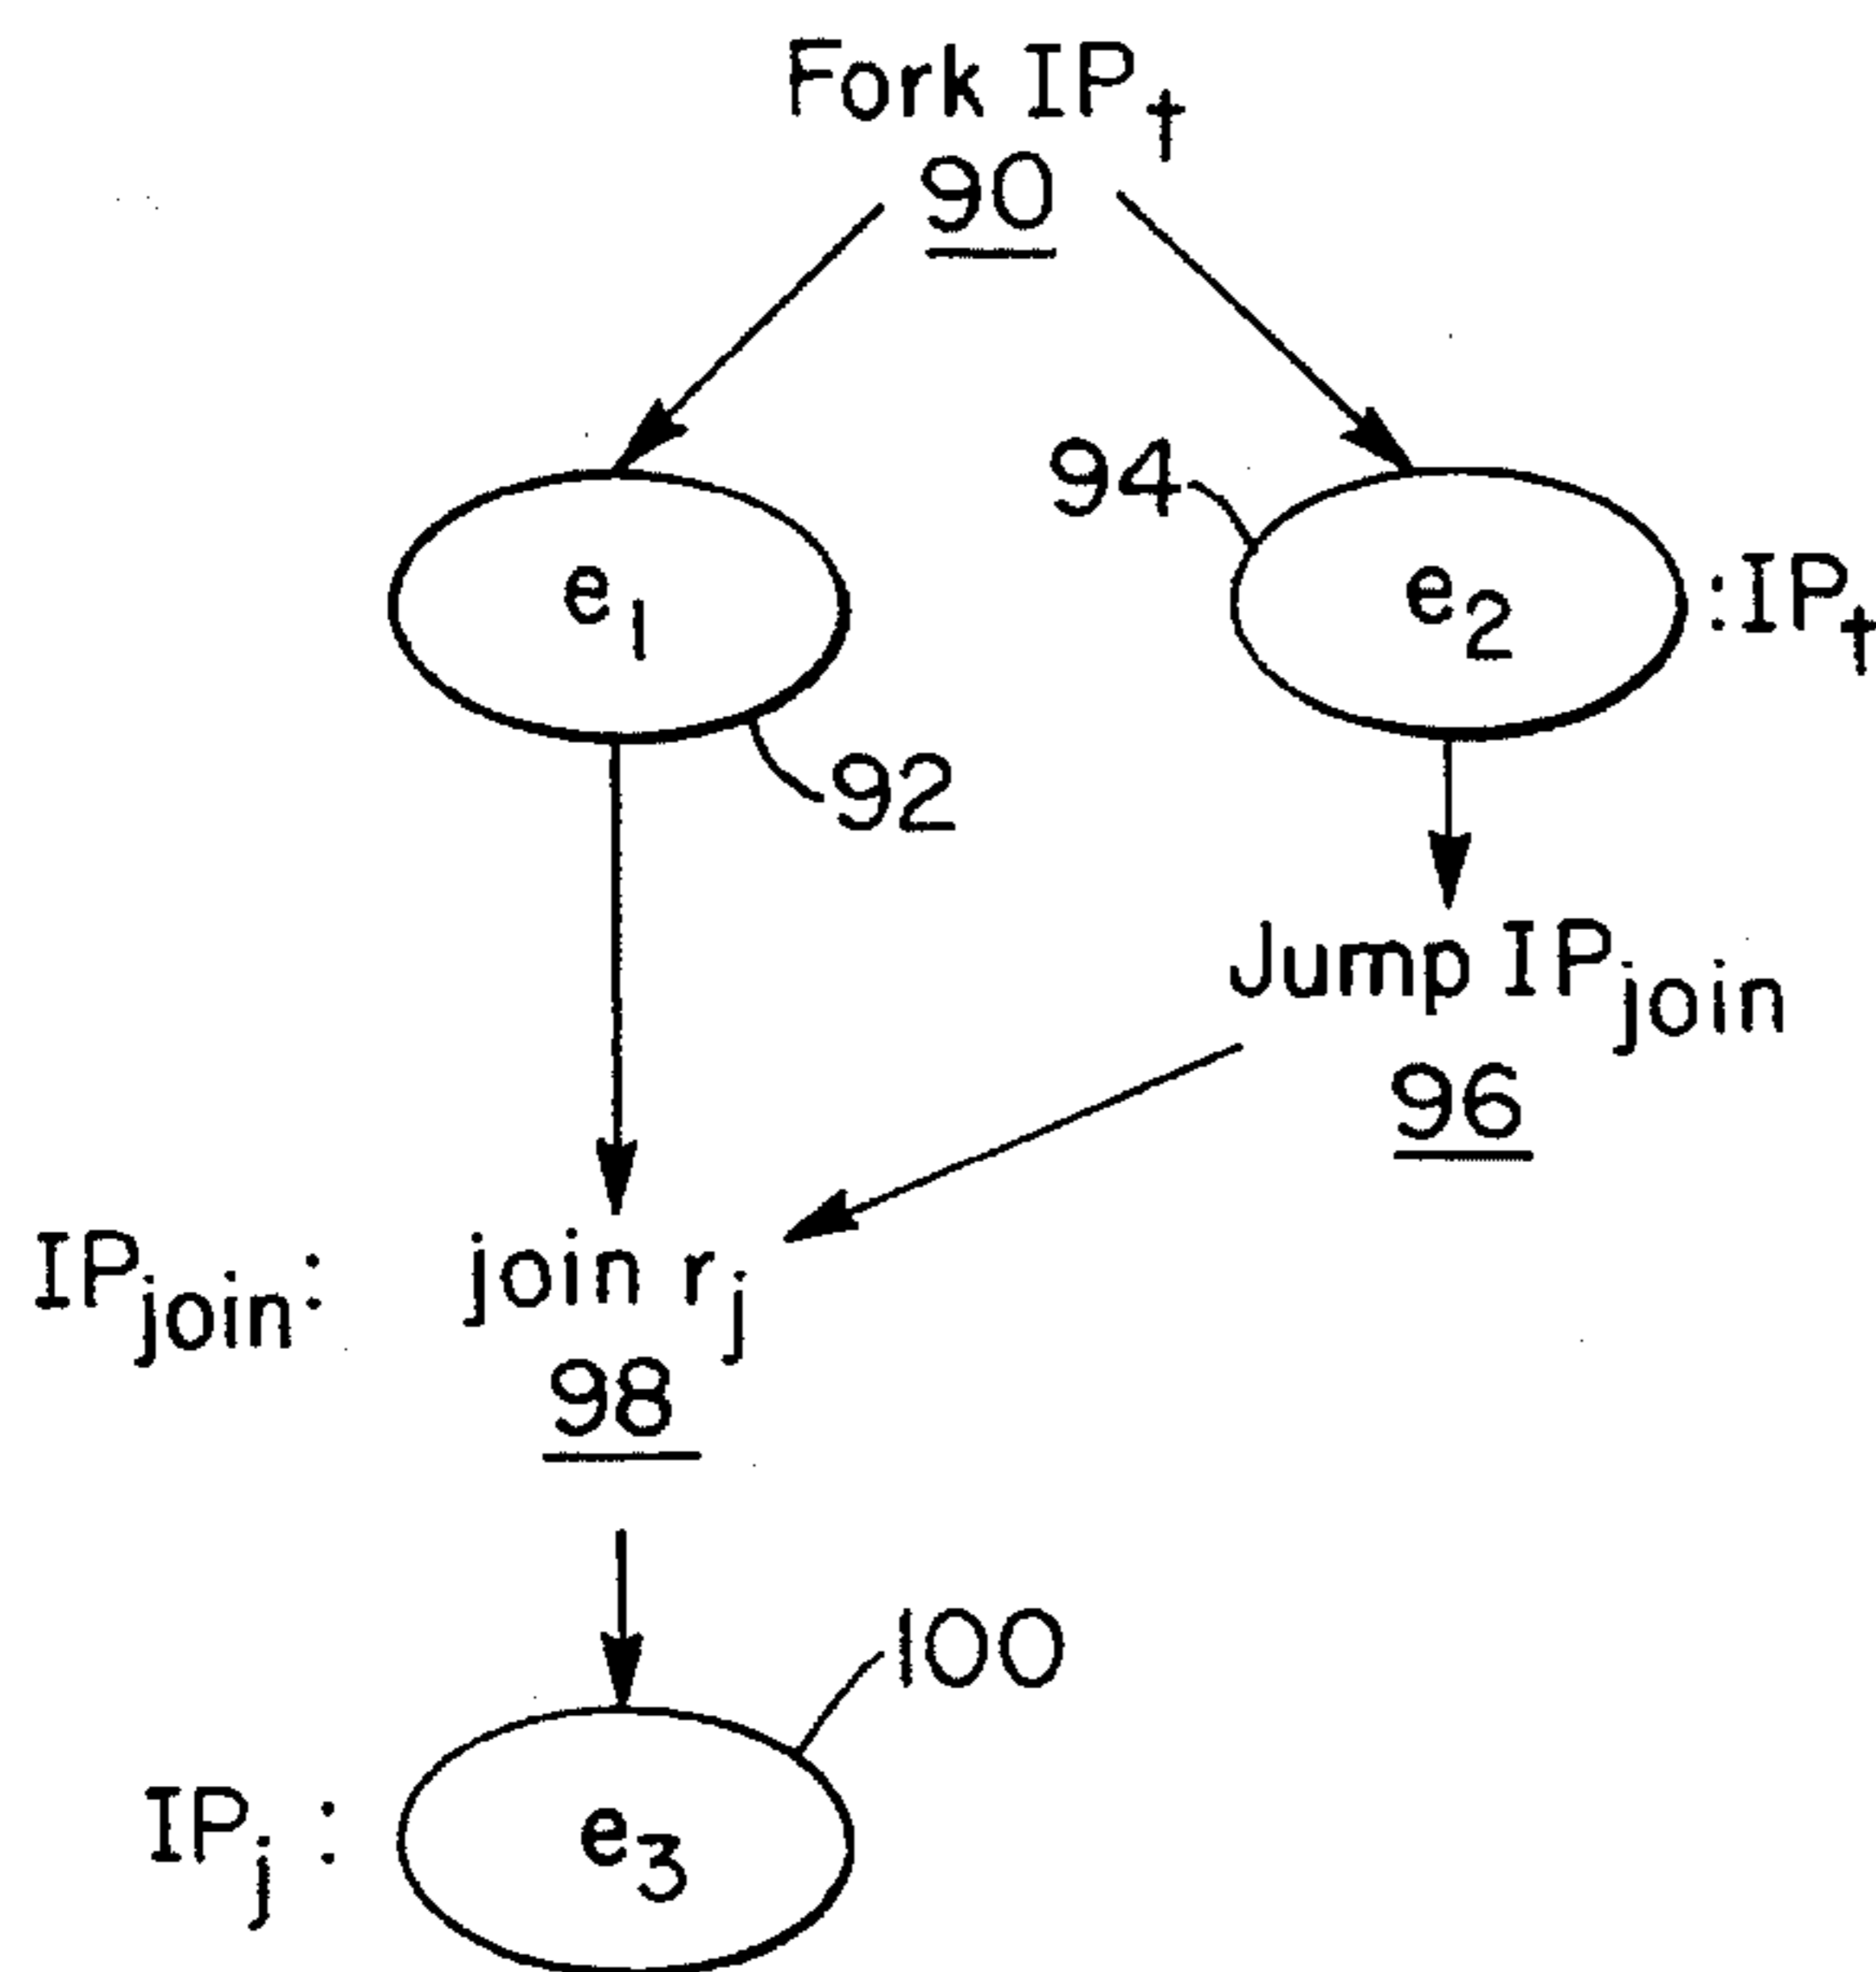 Fork IPt
90
94
e1
e2
:IPt
92
Jump IPjoin
96
IPjoin: join rj
98
100
IPj : e3